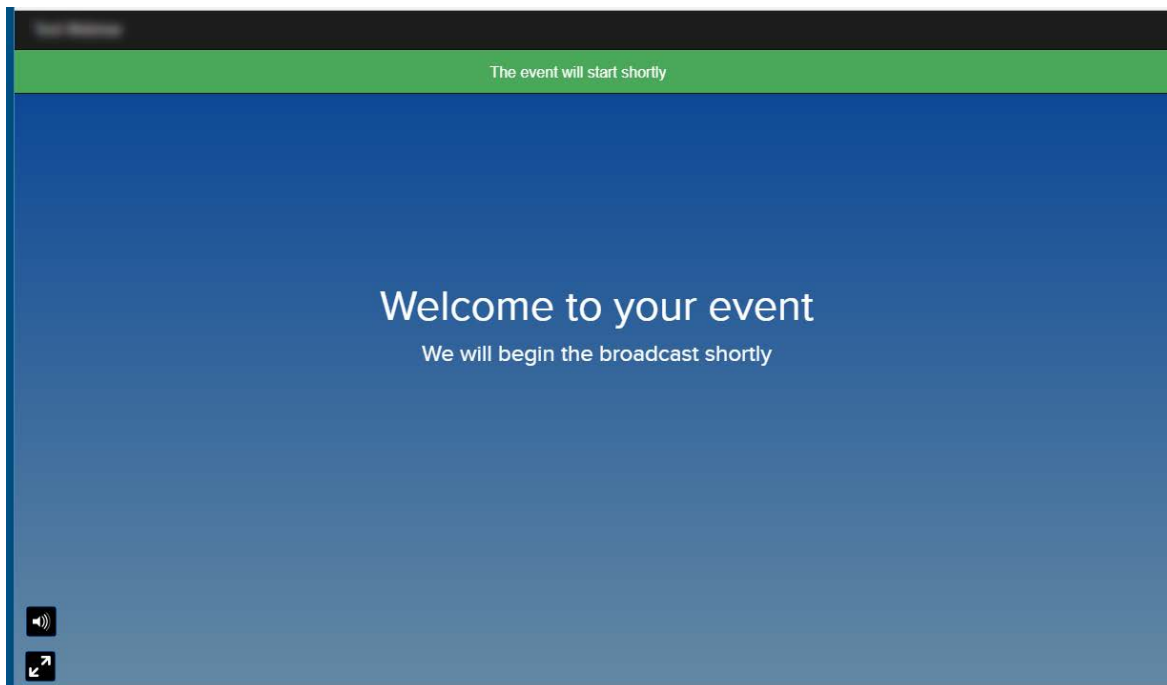 The event will start shortly
Welcome to your event
We will begin the broadcast shortly